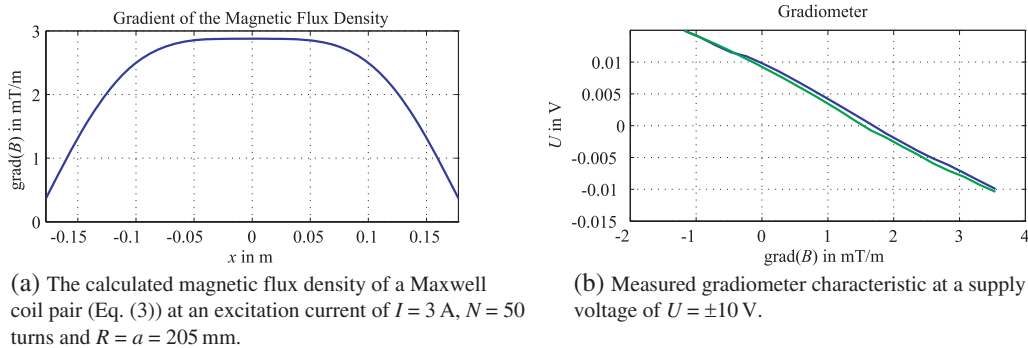 Gradient of the Magnetic Flux Density
3
2
1
0
grad(B) in mT/m
-0.15
-0.1
-0.05
0
0.05
0.1
0.15
x in m
(a) The calculated magnetic flux density of a Maxwell
coil pair (Eq. (3)) at an excitation current of I = 3 A, N = 50
turns and R = a = 205 mm.
Gradiometer
0.01
0.005
0
-0.005
-0.01
-0.015
U in V
-2
-1
0
1
2
3
4
grad(B) in mT/m
(b) Measured gradiometer characteristic at a supply
voltage of U = ±10 V.